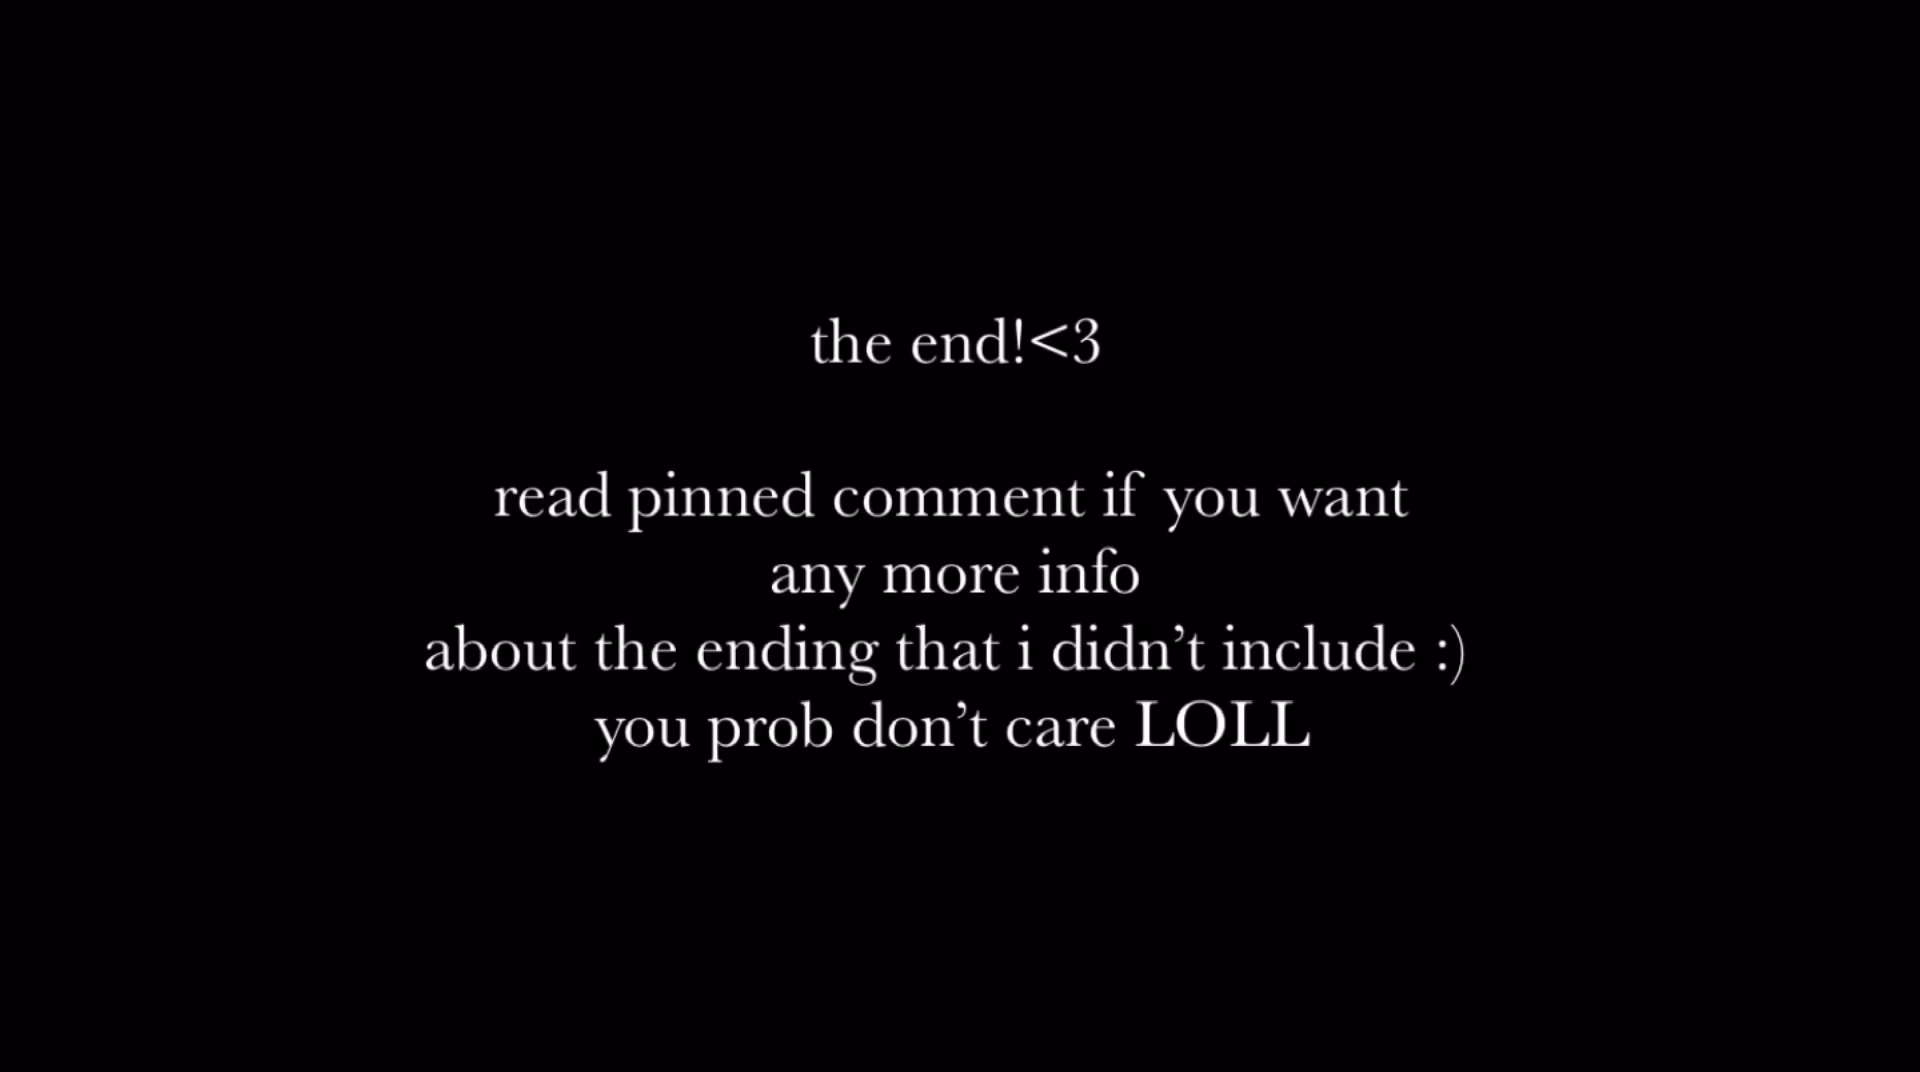 the end!<3
read pinned comment if you want
any more info
about the ending that i didn’t include :)
you prob don’t care LOLL